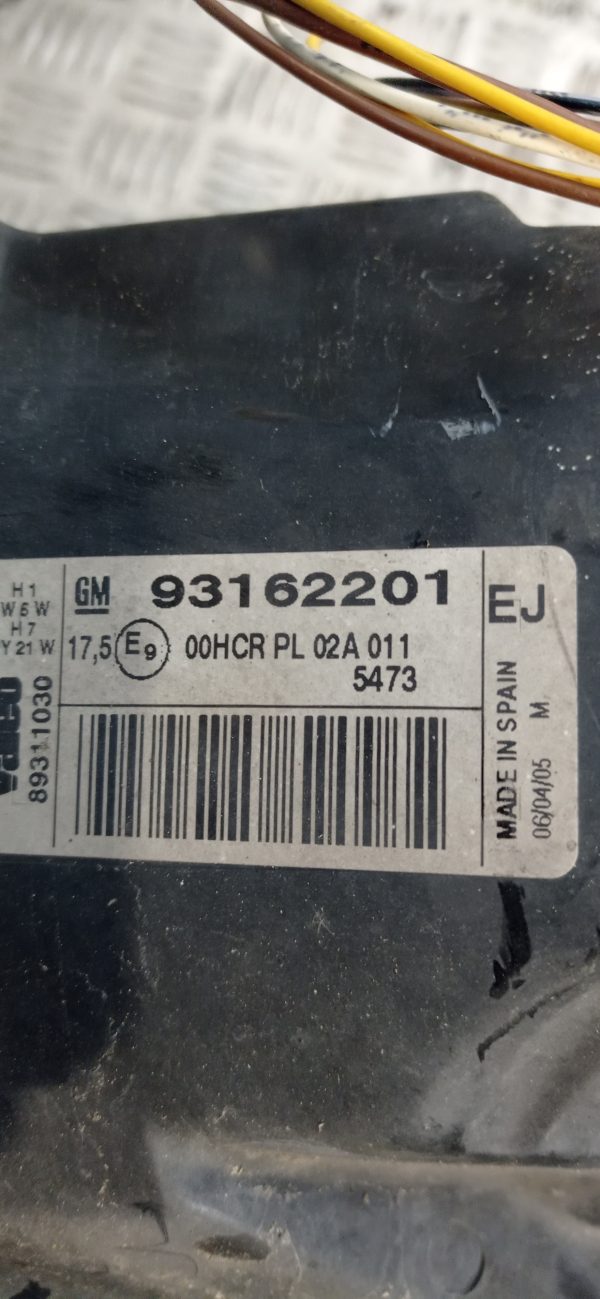 H1
W5W
H7
Y 21 W
89311030
GM 93162201
17,5 E9 00HCR PL 02A 011
5473
EJ
MADE IN SPAIN
06/04/05 M